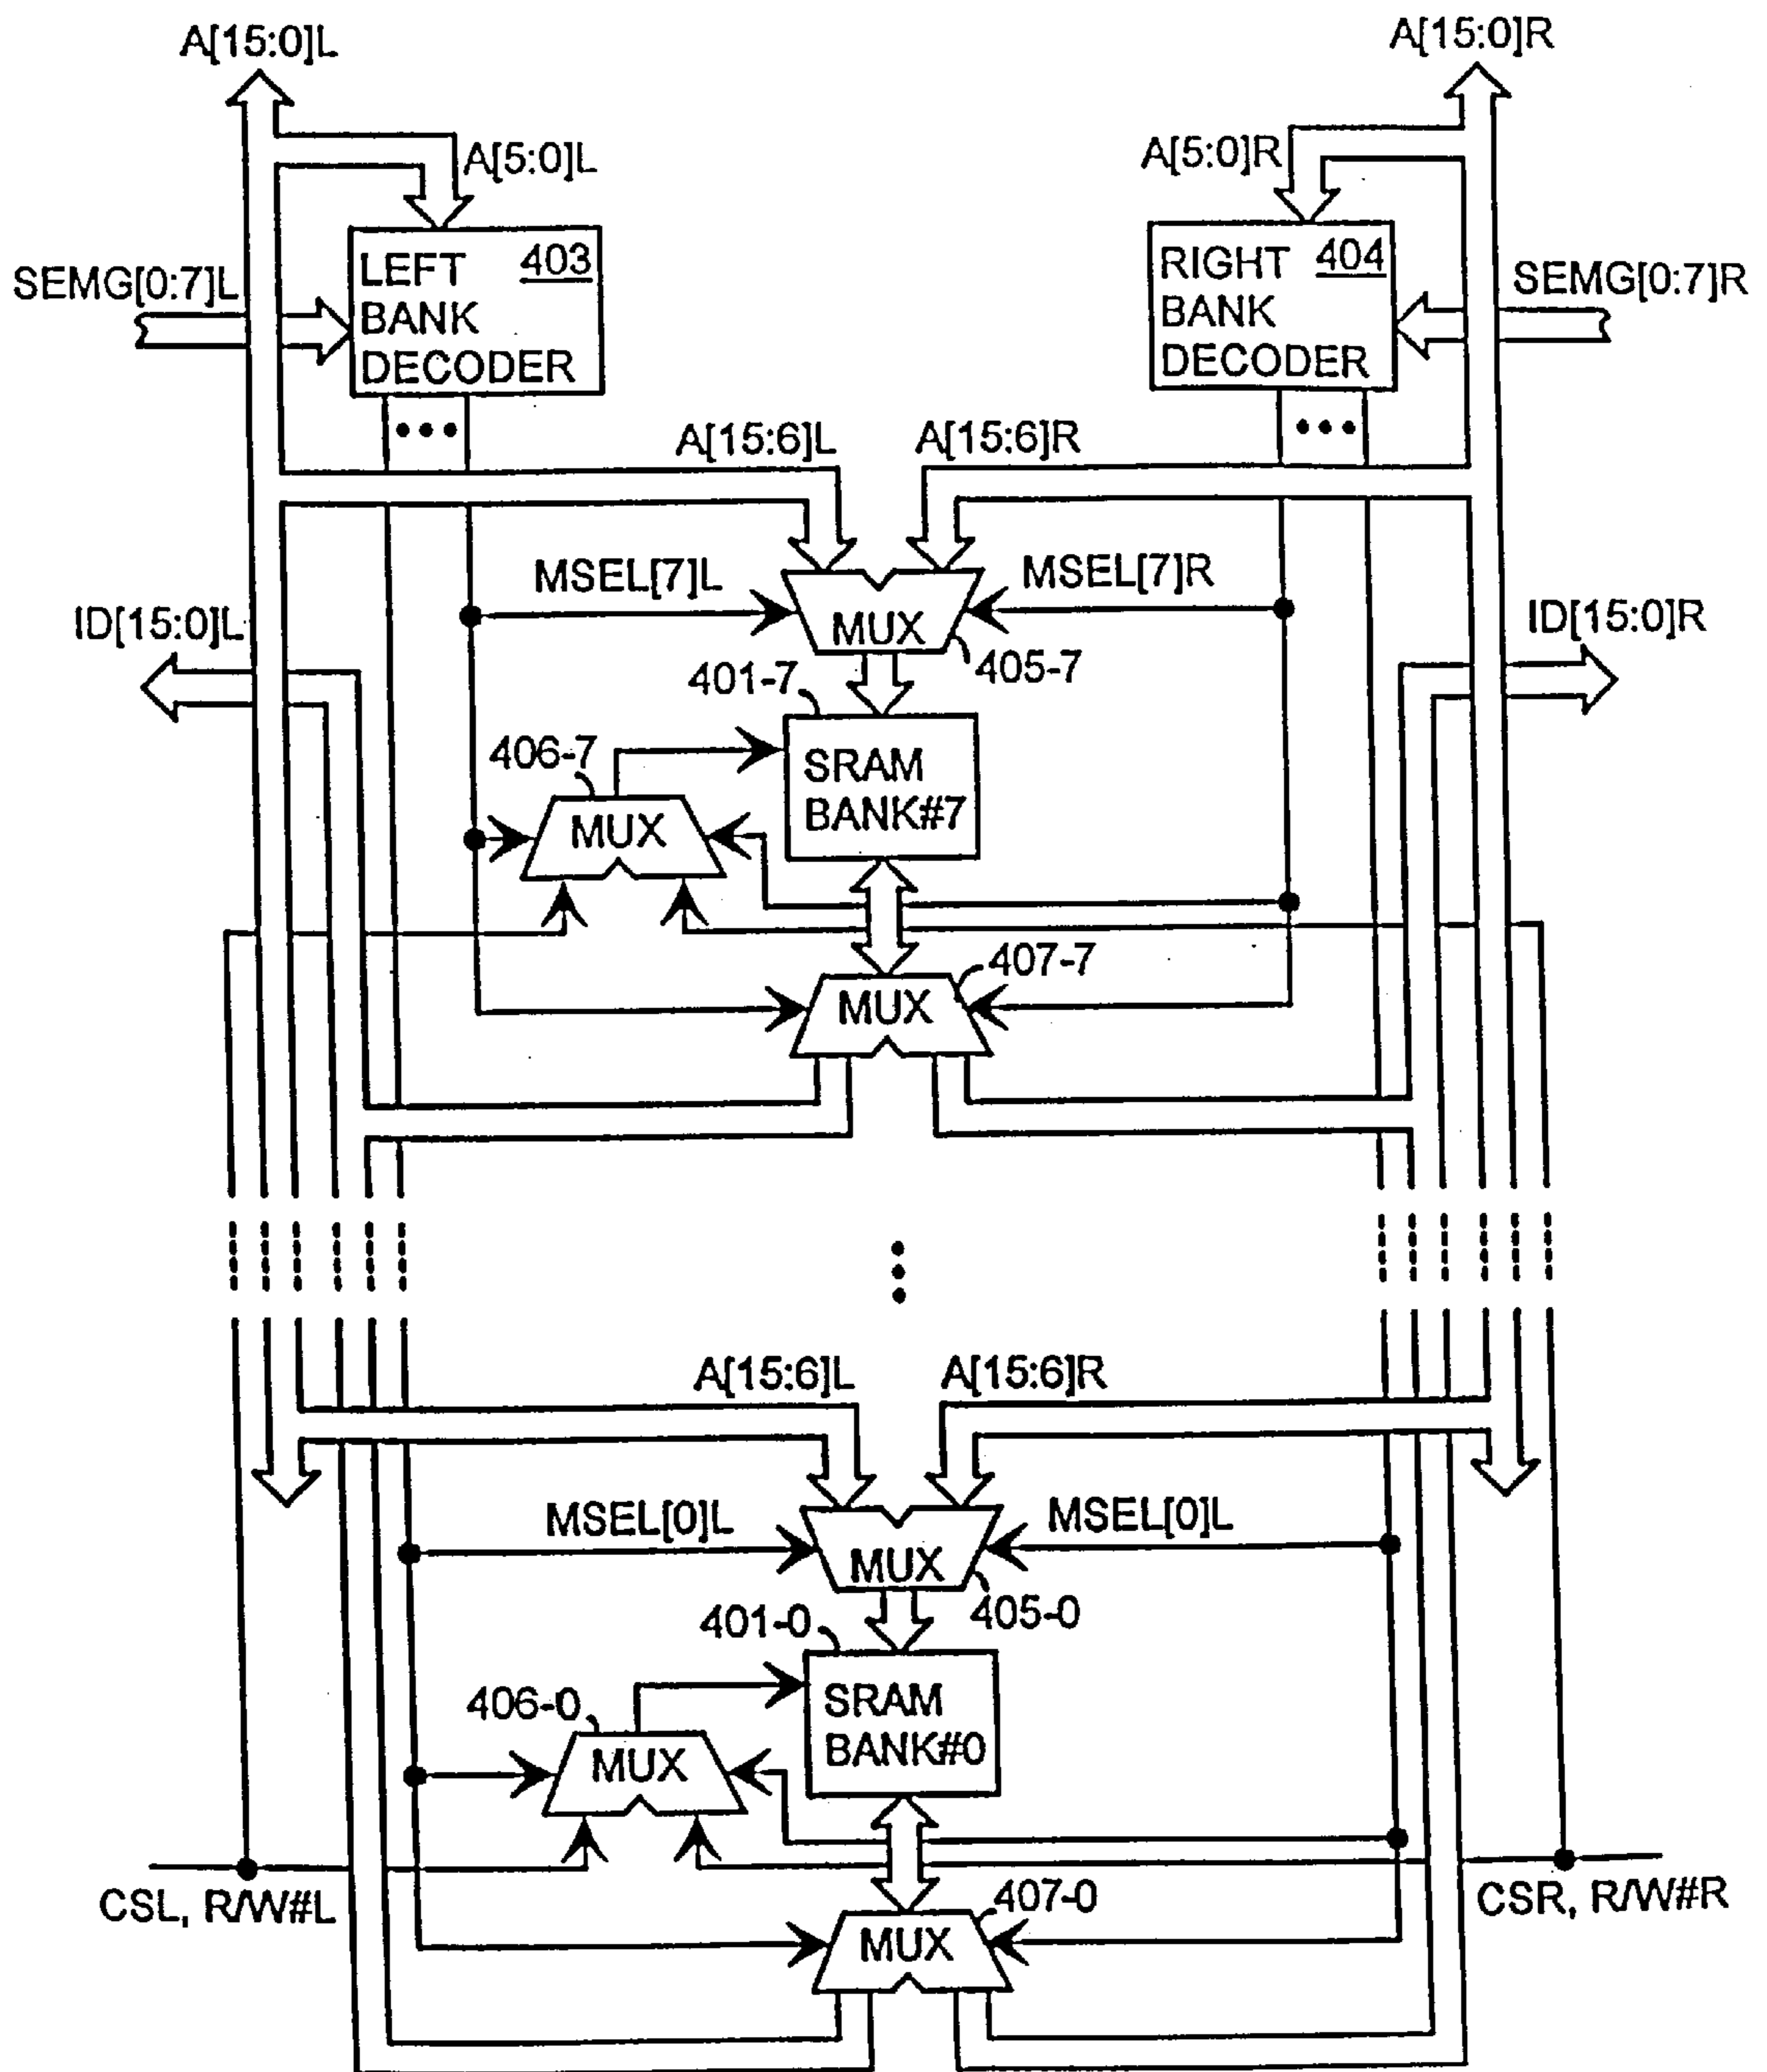 A[15:0]L
A[15:0]R
A[5:0]L
A[5:0]R
SEMG[0:7]L
LEFT 403
BANK
DECODER
RIGHT 404
BANK
DECODER
SEMG[0:7]R
A[15:6]L
A[15:6]R
MSEL[7]L
MSEL[7]R
MUX
405-7
ID[15:0]L
ID[15:0]R
401-7
SRAM
BANK#7
406-7
MUX
407-7
MUX
A[15:6]L
A[15:6]R
MSEL[0]L
MSEL[0]L
MUX
405-0
401-0
SRAM
BANK#0
406-0
MUX
CSL, R/W#L
407-0
MUX
CSR, R/W#R